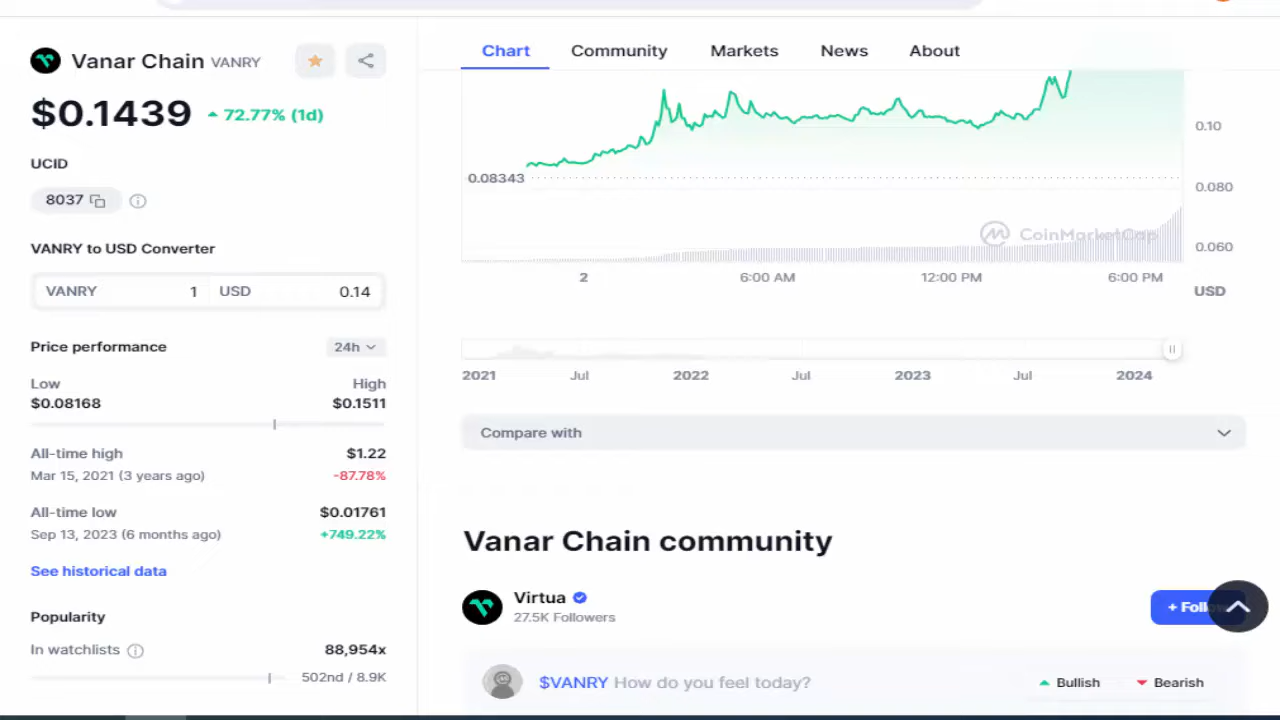 Vanar Chain VANRY
$0.1439 72.77% (1d)
UCID
8037
VANRY to USD Converter
VANRY 1 USD 0.14
Price performance 24h
Low High
$0.08168 $0.1511
All-time high $1.22
Mar 15, 2021 (3 years ago) -87.78%
All-time low $0.01761
Sep 13, 2023 (6 months ago) +749.22%
See historical data
Popularity
In watchlists 88,954x
502nd / 8.9K
Chart Community Markets News About
0.10
0.08343
0.080
CoinMarketCap
0.060
2 6:00 AM 12:00 PM 6:00 PM
USD
2021 Jul 2022 Jul 2023 Jul 2024
Compare with
Vanar Chain community
Virtua
27.5K Followers
+ Follow
$VANRY How do you feel today?
Bullish Bearish